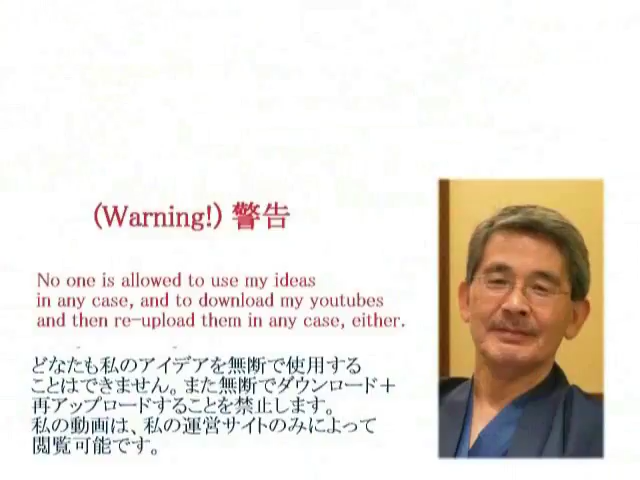 (Warning!) 警告
No one is allowed to use my ideas
in any case, and to download my youtubes
and then re-upload them in any case, either.
どなたも私のアイデアを無断で使用する
ことはできません。また無断でダウンロード＋
再アップロードすることを禁止します。
私の動画は、私の運営サイトのみによって
閲覧可能です。